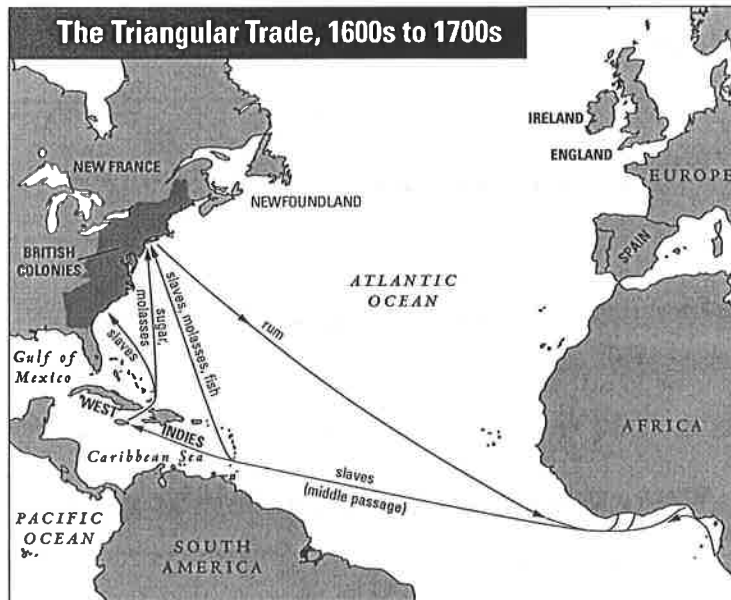 The Triangular Trade, 1600s to 1700s
IRELAND
ENGLAND
EUROPE
NEW FRANCE
NEWFOUNDLAND
BRITISH
COLONIES
SPAIN
ATLANTIC
OCEAN
slaves
sugar,
molasses
slaves, molasses, fish
rum
Gulf of
Mexico
WEST
INDIES
AFRICA
Caribbean Sea
slaves
(middle passage)
PACIFIC
OCEAN
SOUTH
AMERICA